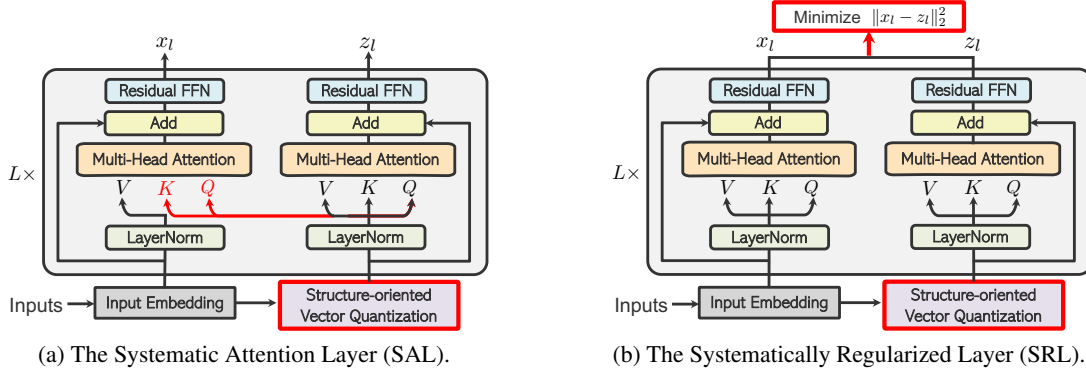 Minimize ‖x_l − z_l‖_2^2
x_l
z_l
Residual FFN
Residual FFN
Add
Add
Multi-Head Attention
Multi-Head Attention
L×
V K Q
V K Q
LayerNorm
LayerNorm
Inputs
Input Embedding
Structure-oriented
Vector Quantization
(a) The Systematic Attention Layer (SAL).
x_l
z_l
Residual FFN
Residual FFN
Add
Add
Multi-Head Attention
Multi-Head Attention
L×
V K Q
V K Q
LayerNorm
LayerNorm
Inputs
Input Embedding
Structure-oriented
Vector Quantization
(b) The Systematically Regularized Layer (SRL).